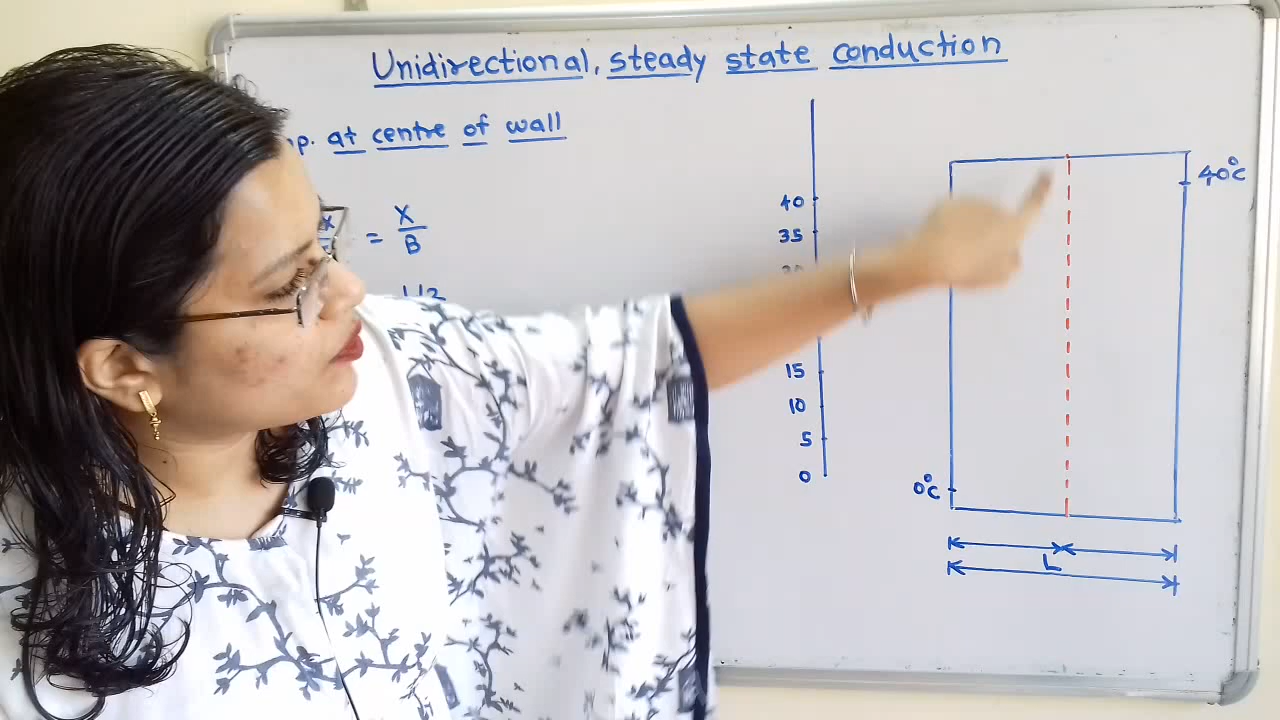 Unidirectional, steady state conduction
at centre of wall
= X
B
40
35
15
10
5
0
40°C
0°C
L